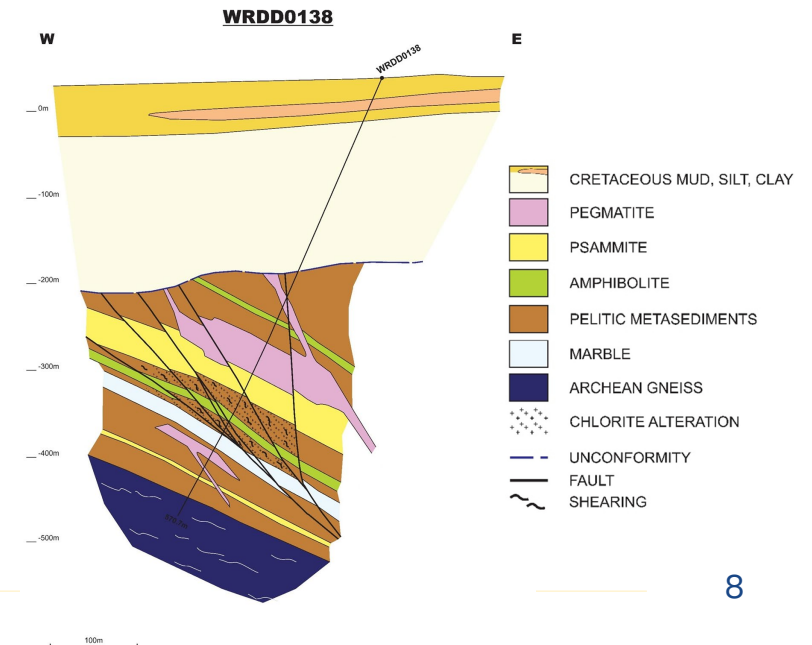 WRDD0138
W
E
WRDD0138
0m
-100m
-200m
-300m
-400m
-500m
CRETACEOUS MUD, SILT, CLAY
PEGMATITE
PSAMMITE
AMPHIBOLITE
PELITIC METASEDIMENTS
MARBLE
ARCHEAN GNEISS
CHLORITE ALTERATION
UNCONFORMITY
FAULT
SHEARING
8
100m